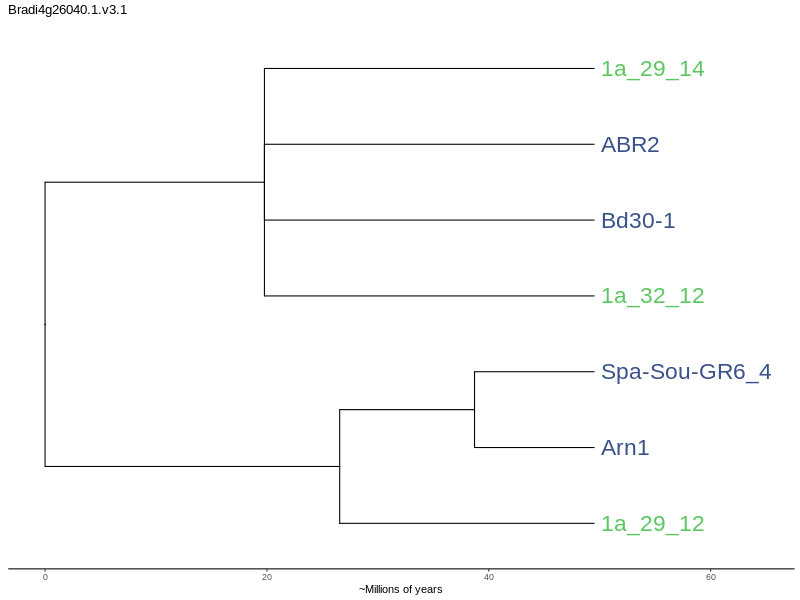 Bradi4g26040.1.v3.1
1a_29_14
ABR2
Bd30-1
1a_32_12
Spa-Sou-GR6_4
Arn1
1a_29_12
0 20 40 60
~Millions of years